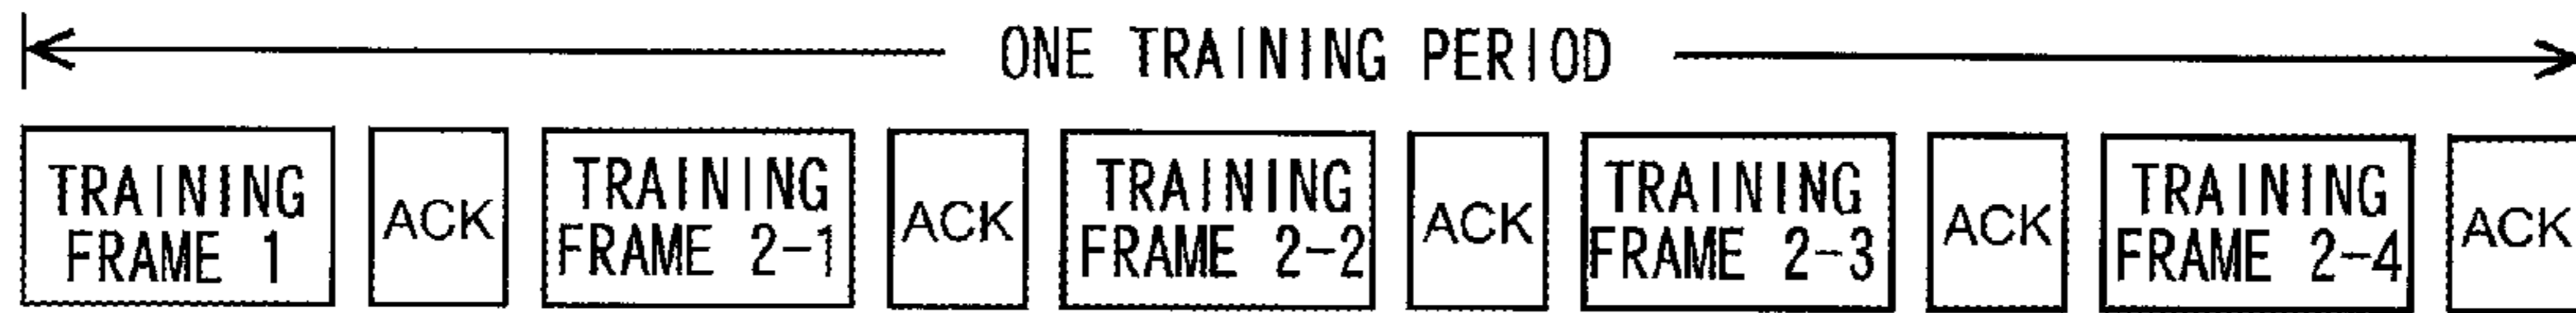 ONE TRAINING PERIOD
TRAINING
FRAME 1
ACK
TRAINING
FRAME 2-1
ACK
TRAINING
FRAME 2-2
ACK
TRAINING
FRAME 2-3
ACK
TRAINING
FRAME 2-4
ACK